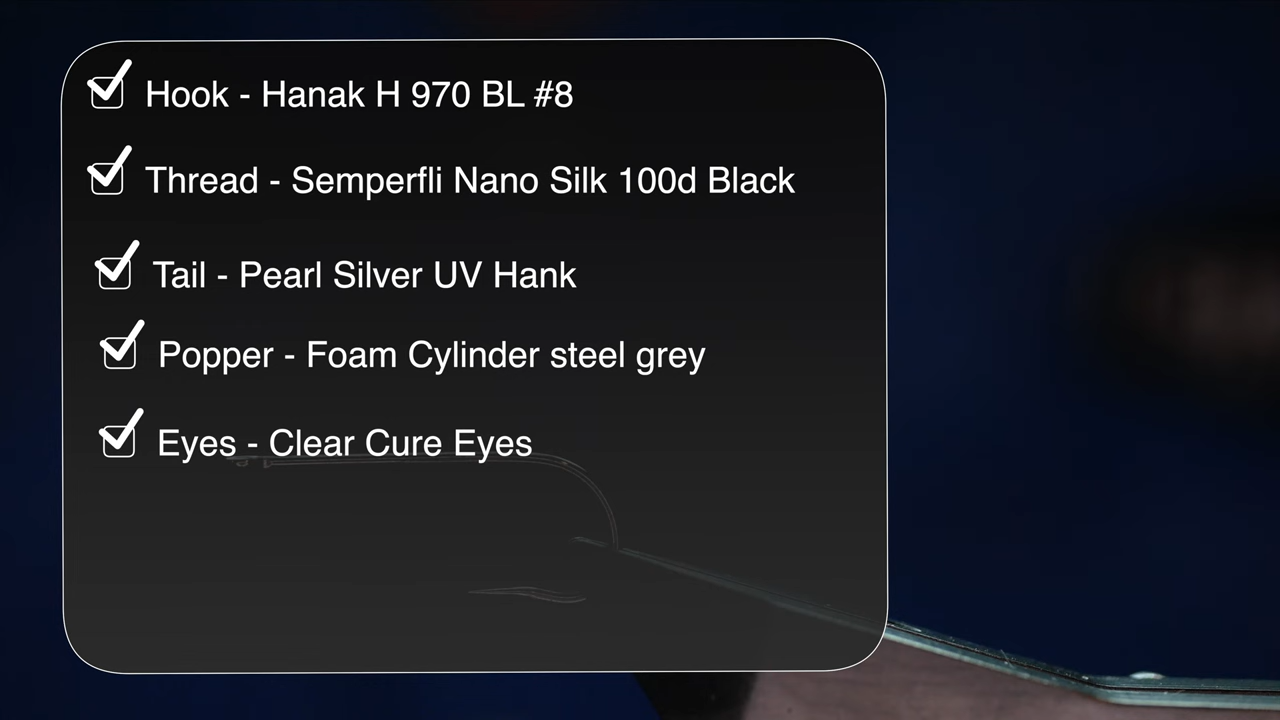 Hook - Hanak H 970 BL #8
Thread - Semperfli Nano Silk 100d Black
Tail - Pearl Silver UV Hank
Popper - Foam Cylinder steel grey
Eyes - Clear Cure Eyes